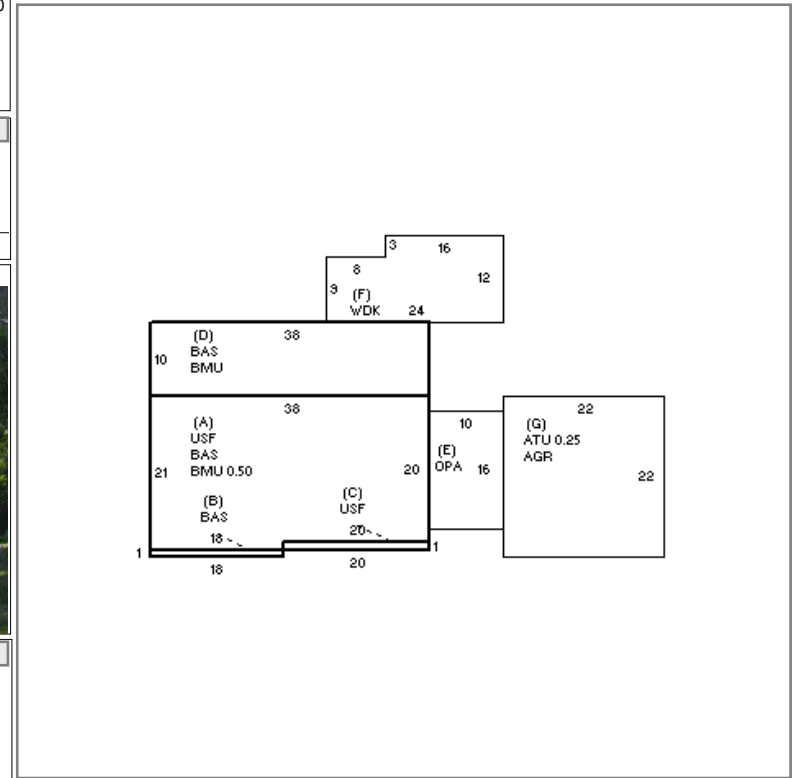 3 16
8
12
9
(F)
WDK 24
(D) 38
BAS
10
BMU
38
22
(A)
10
(G)
USF
ATU 0.25
BAS
(E)
AGR
21 BMU 0.50
20 OPA 16
22
(B)
(C)
BAS
USF
18
20
1
1
18
20